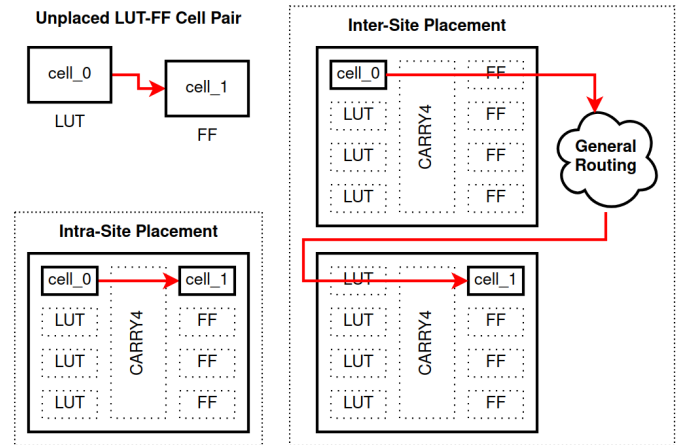 Unplaced LUT-FF Cell Pair
cell_0
cell_1
LUT
FF
Intra-Site Placement
cell_0
cell_1
LUT
FF
LUT
FF
LUT
FF
CARRY4
Inter-Site Placement
cell_0
FF
LUT
FF
LUT
FF
LUT
FF
CARRY4
General
Routing
LUT
cell_1
LUT
FF
LUT
FF
LUT
FF
CARRY4